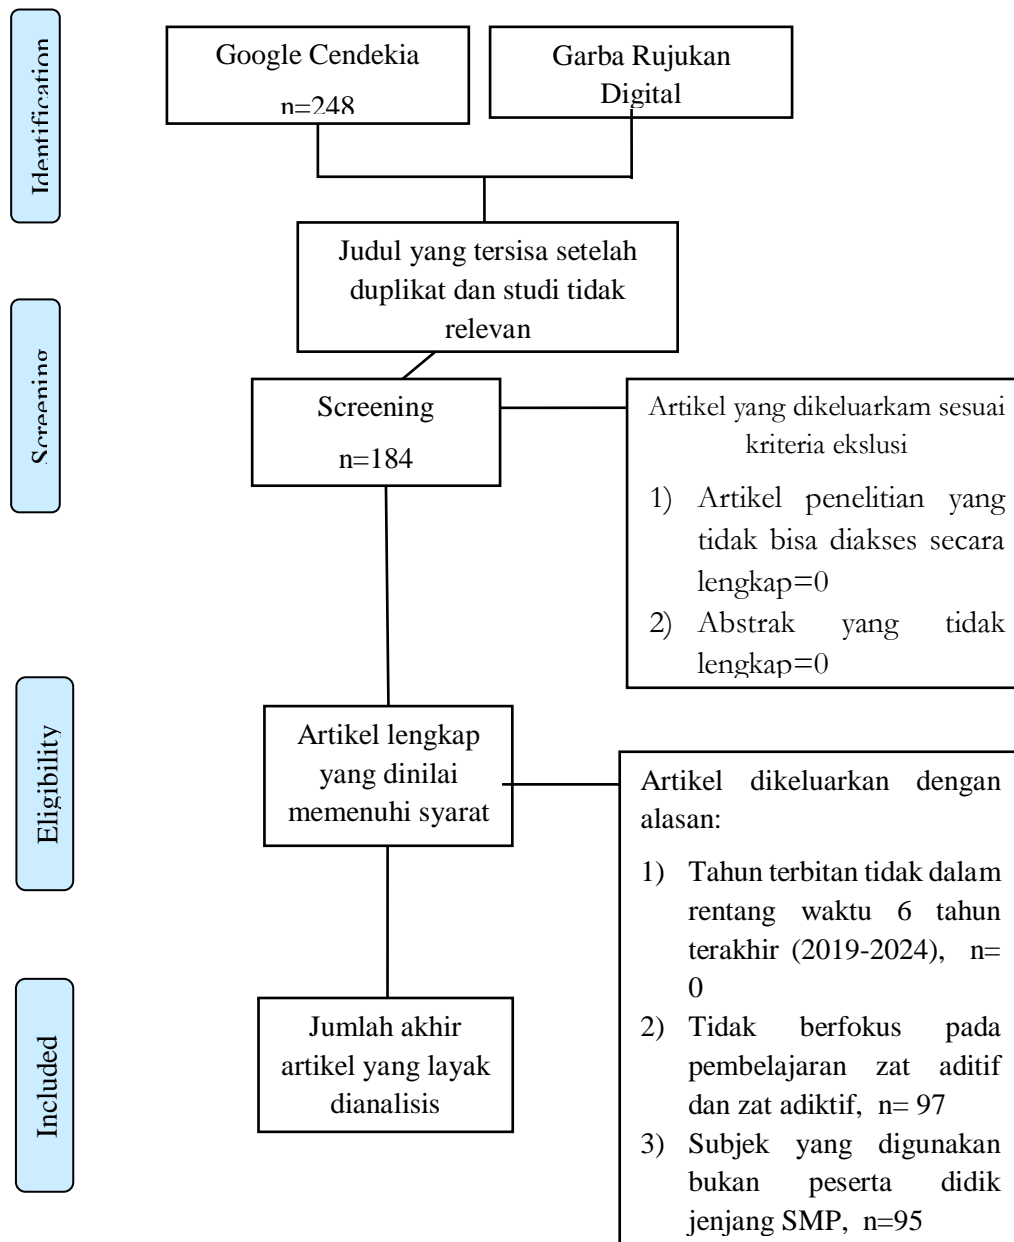 Identification
Google Cendekia
n=248
Garba Rujukan
Digital
Judul yang tersisa setelah
duplikat dan studi tidak
relevan
Screening
Screening
n=184
Artikel yang dikeluarkam sesuai
kriteria ekslusi
1) Artikel penelitian yang
tidak bisa diakses secara
lengkap=0
2) Abstrak yang tidak
lengkap=0
Eligibility
Artikel lengkap
yang dinilai
memenuhi syarat
Artikel dikeluarkan dengan
alasan:
1) Tahun terbitan tidak dalam
rentang waktu 6 tahun
terakhir (2019-2024), n=
0
2) Tidak berfokus pada
pembelajaran zat aditif
dan zat adiktif, n= 97
3) Subjek yang digunakan
bukan peserta didik
jenjang SMP, n=95
Included
Jumlah akhir
artikel yang layak
dianalisis